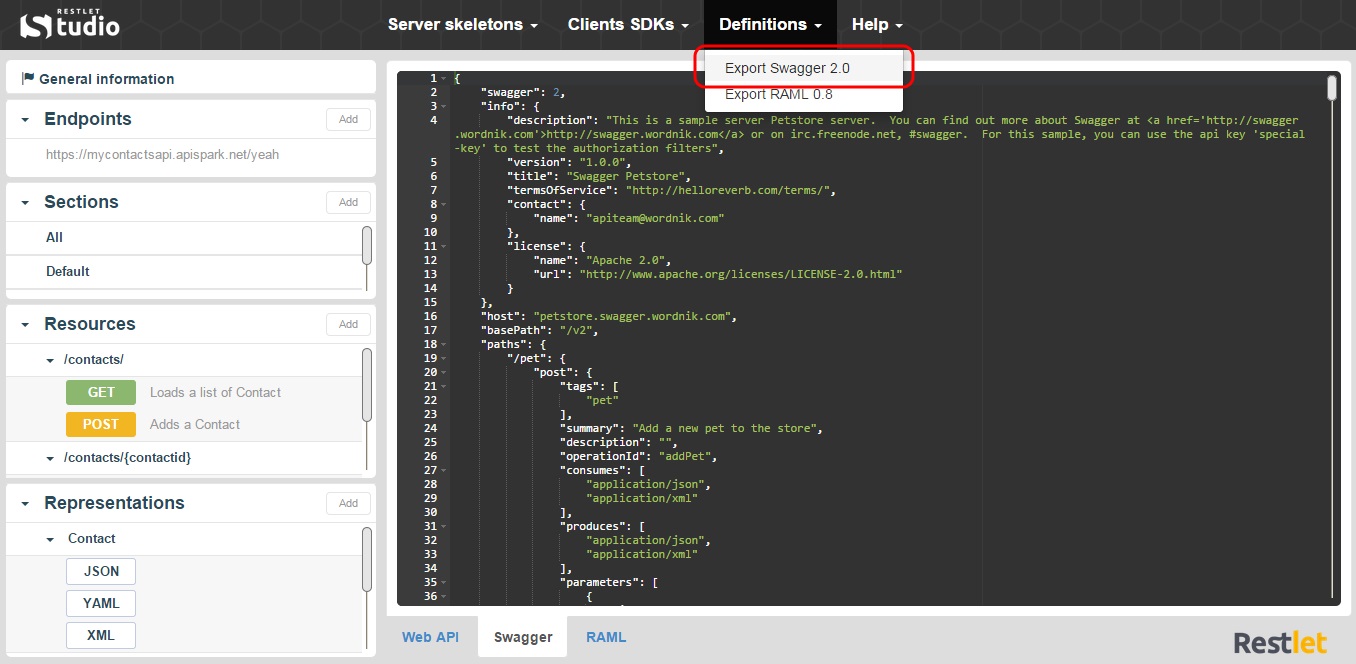 RESTLET
Studio
Server skeletons
Clients SDKs
Definitions
Help
Export Swagger 2.0
Export RAML 0.8
General information
Endpoints
Add
https://mycontactsapi.apispark.net/yeah
Sections
Add
All
Default
Resources
Add
/contacts/
GET Loads a list of Contact
POST Adds a Contact
/contacts/{contactid}
Representations
Add
Contact
JSON
YAML
XML
1 {
2 "swagger": 2,
3 "info": {
4 "description": "This is a sample server Petstore server.  You can find out more about Swagger at <a href='http://swagger
.wordnik.com'>http://swagger.wordnik.com</a> or on irc.freenode.net, #swagger.  For this sample, you can use the api key 'special
-key' to test the authorization filters",
5 "version": "1.0.0",
6 "title": "Swagger Petstore",
7 "termsOfService": "http://helloreverb.com/terms/",
8 "contact": {
9 "name": "apiteam@wordnik.com"
10 },
11 "license": {
12 "name": "Apache 2.0",
13 "url": "http://www.apache.org/licenses/LICENSE-2.0.html"
14 }
15 },
16 "host": "petstore.swagger.wordnik.com",
17 "basePath": "/v2",
18 "paths": {
19 "/pet": {
20 "post": {
21 "tags": [
22 "pet"
23 ],
24 "summary": "Add a new pet to the store",
25 "description": "",
26 "operationId": "addPet",
27 "consumes": [
28 "application/json",
29 "application/xml"
30 ],
31 "produces": [
32 "application/json",
33 "application/xml"
34 ],
35 "parameters": [
36 {
Web API
Swagger
RAML
Restlet